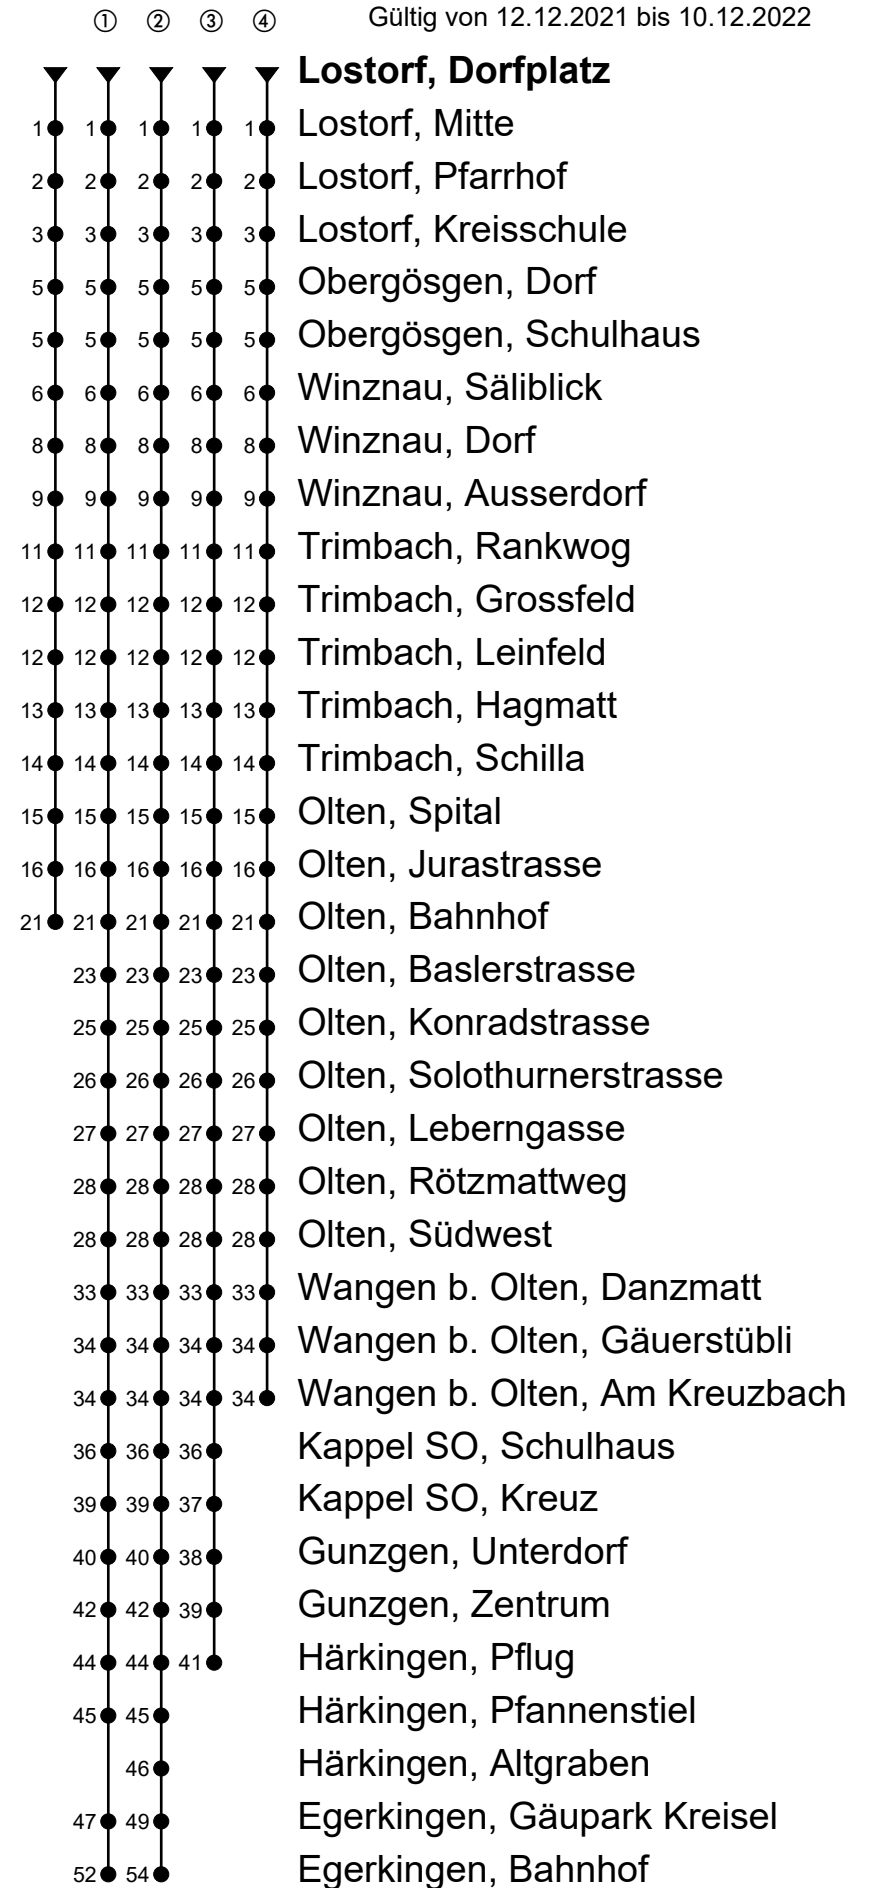 ① ② ③ ④ Gültig von 12.12.2021 bis 10.12.2022
Lostorf, Dorfplatz
1 1 1 1 1 Lostorf, Mitte
2 2 2 2 2 Lostorf, Pfarrhof
3 3 3 3 3 Lostorf, Kreisschule
5 5 5 5 5 Obergösgen, Dorf
5 5 5 5 5 Obergösgen, Schulhaus
6 6 6 6 6 Winznau, Säliblick
8 8 8 8 8 Winznau, Dorf
9 9 9 9 9 Winznau, Ausserdorf
11 11 11 11 11 Trimbach, Rankwog
12 12 12 12 12 Trimbach, Grossfeld
12 12 12 12 12 Trimbach, Leinfeld
13 13 13 13 13 Trimbach, Hagmatt
14 14 14 14 14 Trimbach, Schilla
15 15 15 15 15 Olten, Spital
16 16 16 16 16 Olten, Jurastrasse
21 21 21 21 21 Olten, Bahnhof
23 23 23 23 Olten, Baslerstrasse
25 25 25 25 Olten, Konradstrasse
26 26 26 26 Olten, Solothurnerstrasse
27 27 27 27 Olten, Leberngasse
28 28 28 28 Olten, Rötzmattweg
28 28 28 28 Olten, Südwest
33 33 33 33 Wangen b. Olten, Danzmatt
34 34 34 34 Wangen b. Olten, Gäuerstübli
34 34 34 34 Wangen b. Olten, Am Kreuzbach
36 36 36 Kappel SO, Schulhaus
39 39 37 Kappel SO, Kreuz
40 40 38 Gunzgen, Unterdorf
42 42 39 Gunzgen, Zentrum
44 44 41 Härkingen, Pflug
45 45 Härkingen, Pfannenstiel
46 Härkingen, Altgraben
47 49 Egerkingen, Gäupark Kreisel
52 54 Egerkingen, Bahnhof